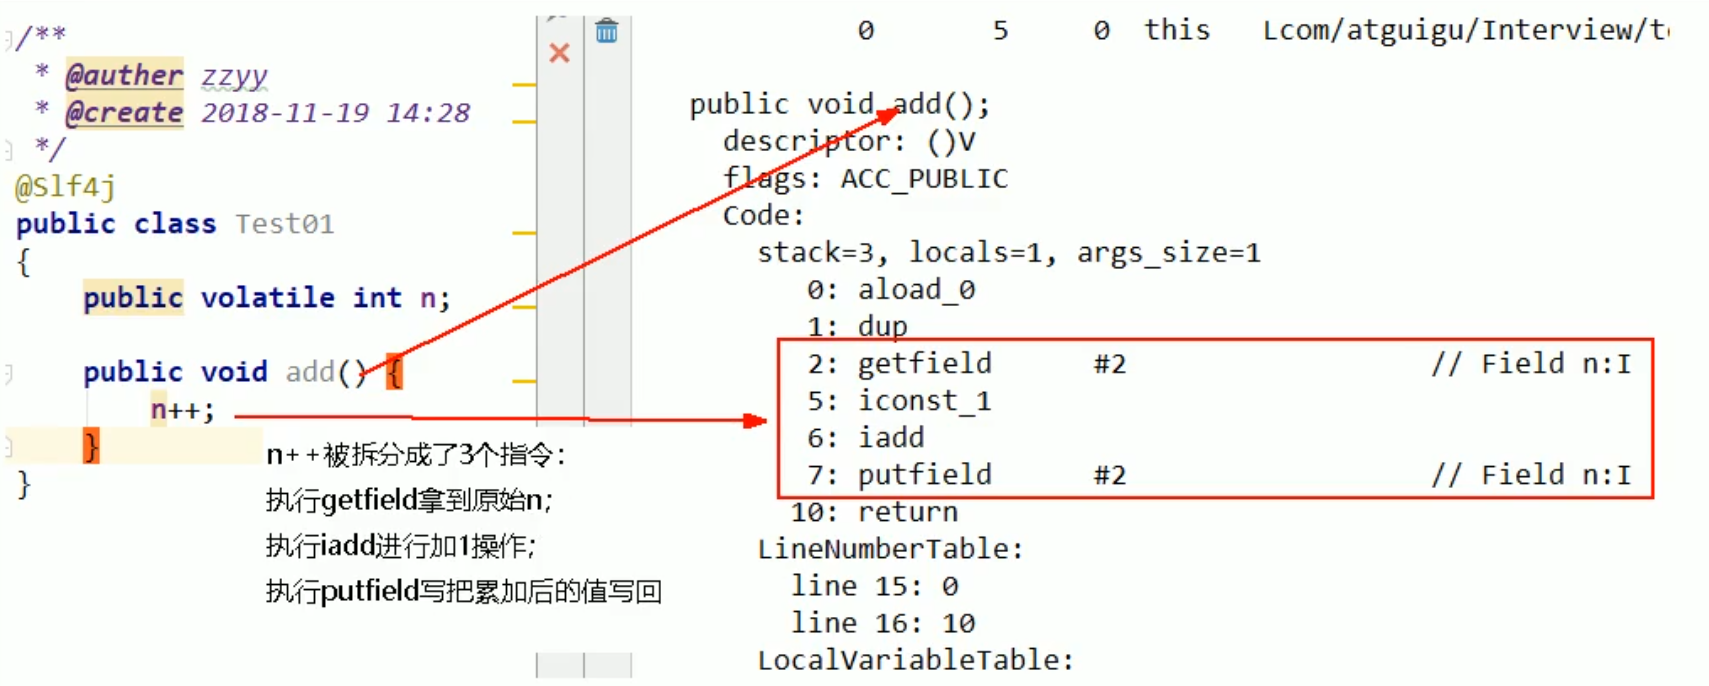 /**
* @auther zzyy
* @create 2018-11-19 14:28
*/
@Slf4j
public class Test01
{
public volatile int n;
public void add() {
n++;
}
}
n++被拆分成了3个指令:
执行getfield拿到原始n;
执行iadd进行加1操作;
执行putfield写把累加后的值写回
0 5 0 this Lcom/atguigu/Interview/t
public void add();
descriptor: ()V
flags: ACC_PUBLIC
Code:
stack=3, locals=1, args_size=1
0: aload_0
1: dup
2: getfield #2 // Field n:I
5: iconst_1
6: iadd
7: putfield #2 // Field n:I
10: return
LineNumberTable:
line 15: 0
line 16: 10
LocalVariableTable: